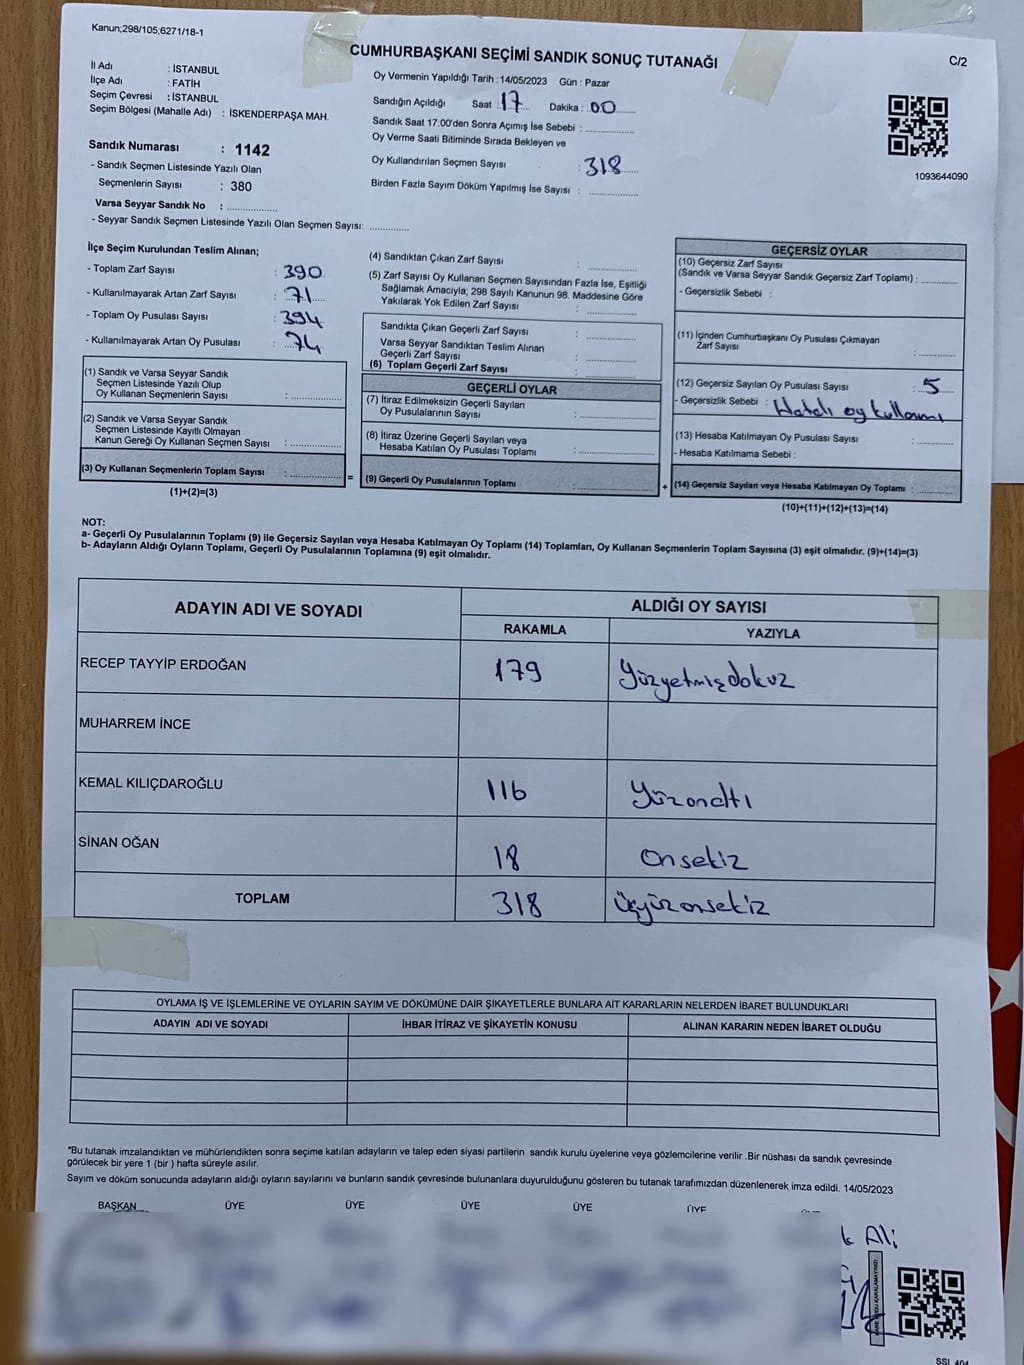 Kanun;298/105;6271/18-1
CUMHURBAŞKANI SEÇİMİ SANDIK SONUÇ TUTANAĞI
C/2
İl Adı : İSTANBUL
İlçe Adı : FATİH
Seçim Çevresi : İSTANBUL
Seçim Bölgesi (Mahalle Adı) : İSKENDERPAŞA MAH.
Sandık Numarası : 1142
- Sandık Seçmen Listesinde Yazılı Olan
Seçmenlerin Sayısı : 380
Varsa Seyyar Sandık No :
- Seyyar Sandık Seçmen Listesinde Yazılı Olan Seçmen Sayısı:
Oy Vermenin Yapıldığı Tarih :14/05/2023 Gün : Pazar
Sandığın Açıldığı Saat : 17 Dakika : 00
Sandık Saat 17:00'den Sonra Açımış İse Sebebi :
Oy Verme Saati Bitiminde Sırada Bekleyen ve
Oy Kullandırılan Seçmen Sayısı : 318
Birden Fazla Sayım Döküm Yapılmış İse Sayısı :
1093644090
İlçe Seçim Kurulundan Teslim Alınan;
- Toplam Zarf Sayısı : 390
- Kullanılmayarak Artan Zarf Sayısı : 71
- Toplam Oy Pusulası Sayısı : 394
- Kullanılmayarak Artan Oy Pusulası : 74
(1) Sandık ve Varsa Seyyar Sandık
Seçmen Listesinde Yazılı Olup
Oy Kullanan Seçmenlerin Sayısı :
(2) Sandık ve Varsa Seyyar Sandık
Seçmen Listesinde Kayıtlı Olmayan
Kanun Gereği Oy Kullanan Seçmen Sayısı :
(3) Oy Kullanan Seçmenlerin Toplam Sayısı :
(1)+(2)=(3)
=
(4) Sandıktan Çıkan Zarf Sayısı :
(5) Zarf Sayısı Oy Kullanan Seçmen Sayısından Fazla İse, Eşitliği
Sağlamak Amacıyla, 298 Sayılı Kanunun 98. Maddesine Göre
Yakılarak Yok Edilen Zarf Sayısı :
Sandıkta Çıkan Geçerli Zarf Sayısı :
Varsa Seyyar Sandıktan Teslim Alınan
Geçerli Zarf Sayısı :
(6) Toplam Geçerli Zarf Sayısı :
GEÇERLİ OYLAR
(7) İtiraz Edilmeksizin Geçerli Sayılan
Oy Pusulalarının Sayısı :
(8) İtiraz Üzerine Geçerli Sayılan veya
Hesaba Katılan Oy Pusulası Toplamı :
(9) Geçerli Oy Pusulalarının Toplamı :
+
GEÇERSİZ OYLAR
(10) Geçersiz Zarf Sayısı
(Sandık ve Varsa Seyyar Sandık Geçersiz Zarf Toplamı) :
- Geçersizlik Sebebi :
(11) İçinden Cumhurbaşkanı Oy Pusulası Çıkmayan
Zarf Sayısı :
(12) Geçersiz Sayılan Oy Pusulası Sayısı : 5
- Geçersizlik Sebebi : Hatalı oy kullanımı
(13) Hesaba Katılmayan Oy Pusulası Sayısı :
- Hesaba Katılmama Sebebi :
(14) Geçersiz Sayılan veya Hesaba Katılmayan Oy Toplamı :
(10)+(11)+(12)+(13)=(14)
NOT:
a- Geçerli Oy Pusulalarının Toplamı (9) ile Geçersiz Sayılan veya Hesaba Katılmayan Oy Toplamı (14) Toplamları, Oy Kullanan Seçmenlerin Toplam Sayısına (3) eşit olmalıdır. (9)+(14)=(3)
b- Adayların Aldığı Oyların Toplamı, Geçerli Oy Pusulalarının Toplamına (9) eşit olmalıdır.
ADAYIN ADI VE SOYADI ALDIĞI OY SAYISI
RAKAMLA YAZIYLA
RECEP TAYYİP ERDOĞAN 179 Yüzyetmişdokuz
MUHARREM İNCE
KEMAL KILIÇDAROĞLU 116 Yüzonaltı
SİNAN OĞAN 18 Onsekiz
TOPLAM 318 üçyüzonsekiz
OYLAMA İŞ VE İŞLEMLERİNE VE OYLARIN SAYIM VE DÖKÜMÜNE DAİR ŞİKAYETLERLE BUNLARA AİT KARARLARIN NELERDEN İBARET BULUNDUKLARI
ADAYIN ADI VE SOYADI İHBAR İTİRAZ VE ŞİKAYETİN KONUSU ALINAN KARARIN NEDEN İBARET OLDUĞU
*Bu tutanak imzalandıktan ve mühürlendikten sonra seçime katılan adayların ve talep eden siyasi partilerin sandık kurulu üyelerine veya gözlemcilerine verilir .Bir nüshası da sandık çevresinde
görülecek bir yere 1 (bir ) hafta süreyle asılır.
Sayım ve döküm sonucunda adayların aldığı oyların sayılarını ve bunların sandık çevresinde bulunanlara duyurulduğunu gösteren bu tutanak tarafımızdan düzenlenerek imza edildi. 14/05/2023
BAŞKAN ÜYE ÜYE ÜYE ÜYE ÜYE
Ali